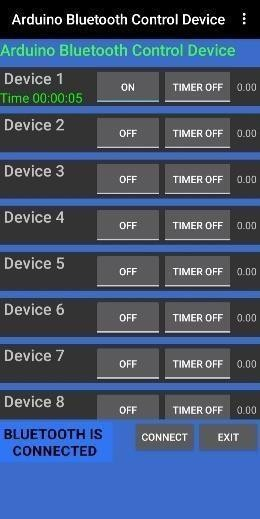 Arduino Bluetooth Control Device
Arduino Bluetooth Control Device
Device 1 ON TIMER OFF 0.00
Time 00:00:05
Device 2 OFF TIMER OFF 0.00
Device 3 OFF TIMER OFF 0.00
Device 4 OFF TIMER OFF 0.00
Device 5 OFF TIMER OFF 0.00
Device 6 OFF TIMER OFF 0.00
Device 7 OFF TIMER OFF 0.00
Device 8 OFF TIMER OFF 0.00
BLUETOOTH IS CONNECT EXIT
CONNECTED